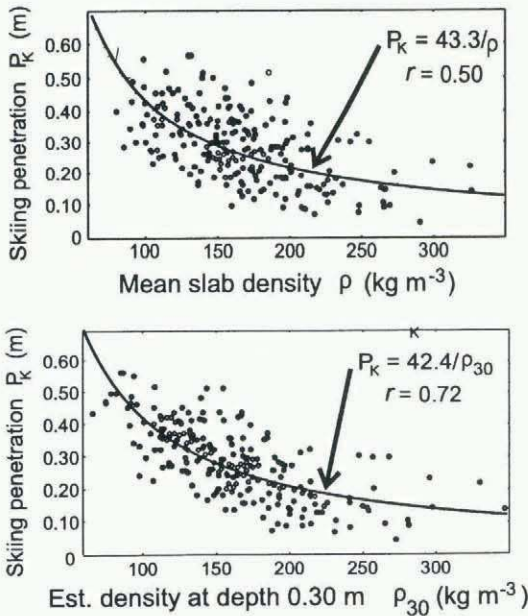 Skiing penetration P_K (m)
0.60
0.50
0.40
0.30
0.20
0.10
0
P_K = 43.3/ρ
r = 0.50
100 150 200 250 300
Mean slab density ρ (kg m⁻³)
Skiing penetration P_K (m)
0.60
0.50
0.40
0.30
0.20
0.10
0
K
P_K = 42.4/ρ₃₀
r = 0.72
100 150 200 250 300 350
Est. density at depth 0.30 m ρ₃₀ (kg m⁻³)